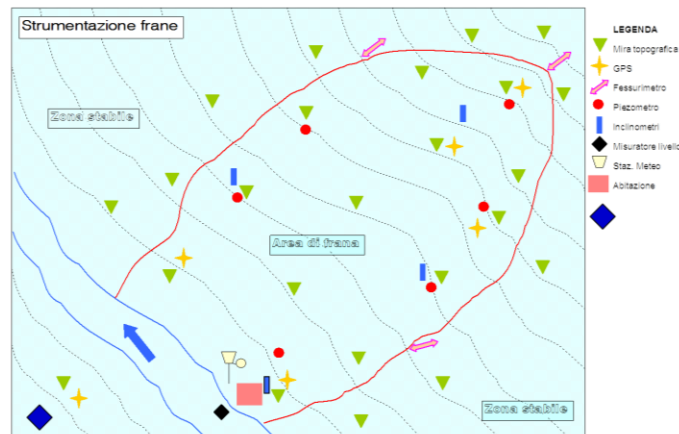 Strumentazione frane
Zona stabile
Area di frana
Zona stabile
LEGENDA
Mira topografica
GPS
Fessurimetro
Piezometro
Inclinometri
Misuratore livello
Staz. Meteo
Abitazione